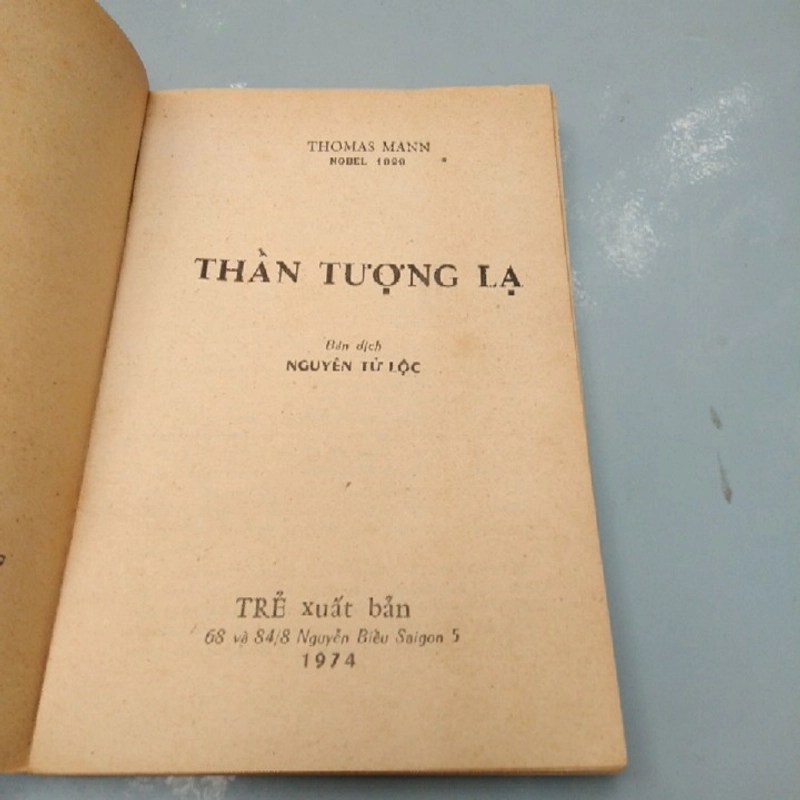 THOMAS MANN
NOBEL
THẦN TƯỢNG LẠ
Bản dịch
NGUYỄN TỬ LỘC
TRẺ xuất bản
68 và 84/8 Nguyễn Biểu Saigon 5
1974